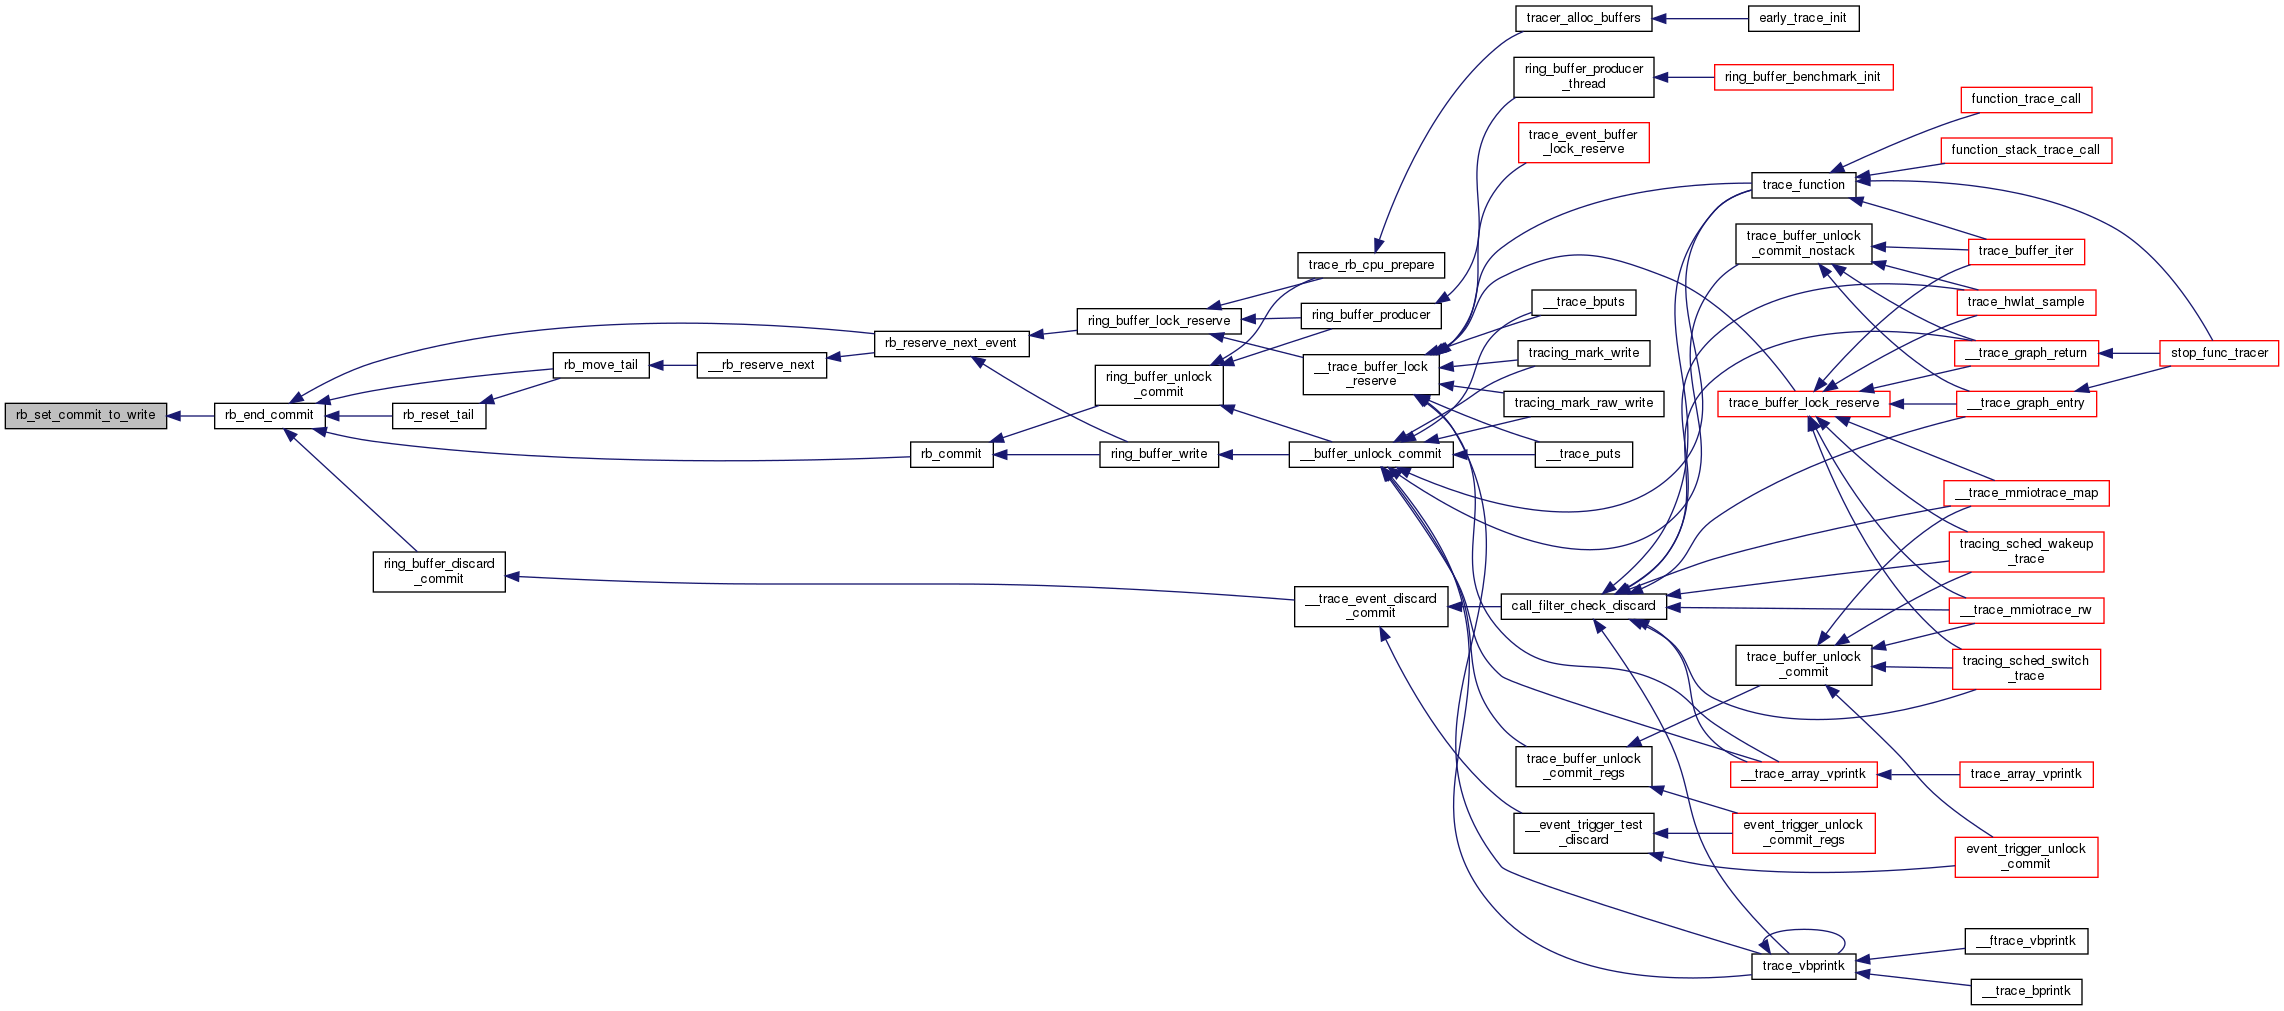 rb_set_commit_to_write
rb_end_commit
rb_move_tail
rb_reset_tail
ring_buffer_discard
_commit
__rb_reserve_next
rb_reserve_next_event
rb_commit
ring_buffer_lock_reserve
ring_buffer_unlock
_commit
ring_buffer_write
trace_rb_cpu_prepare
ring_buffer_producer
__trace_buffer_lock
_reserve
__buffer_unlock_commit
__trace_event_discard
_commit
tracer_alloc_buffers
ring_buffer_producer
_thread
trace_event_buffer
_lock_reserve
__trace_bputs
tracing_mark_write
tracing_mark_raw_write
__trace_puts
call_filter_check_discard
trace_buffer_unlock
_commit_regs
__event_trigger_test
_discard
early_trace_init
ring_buffer_benchmark_init
trace_function
trace_buffer_unlock
_commit_nostack
trace_buffer_lock_reserve
trace_buffer_unlock
_commit
__trace_array_vprintk
event_trigger_unlock
_commit_regs
trace_vbprintk
function_trace_call
function_stack_trace_call
trace_buffer_iter
trace_hwlat_sample
__trace_graph_return
__trace_graph_entry
__trace_mmiotrace_map
tracing_sched_wakeup
_trace
__trace_mmiotrace_rw
tracing_sched_switch
_trace
trace_array_vprintk
event_trigger_unlock
_commit
__ftrace_vbprintk
__trace_bprintk
stop_func_tracer